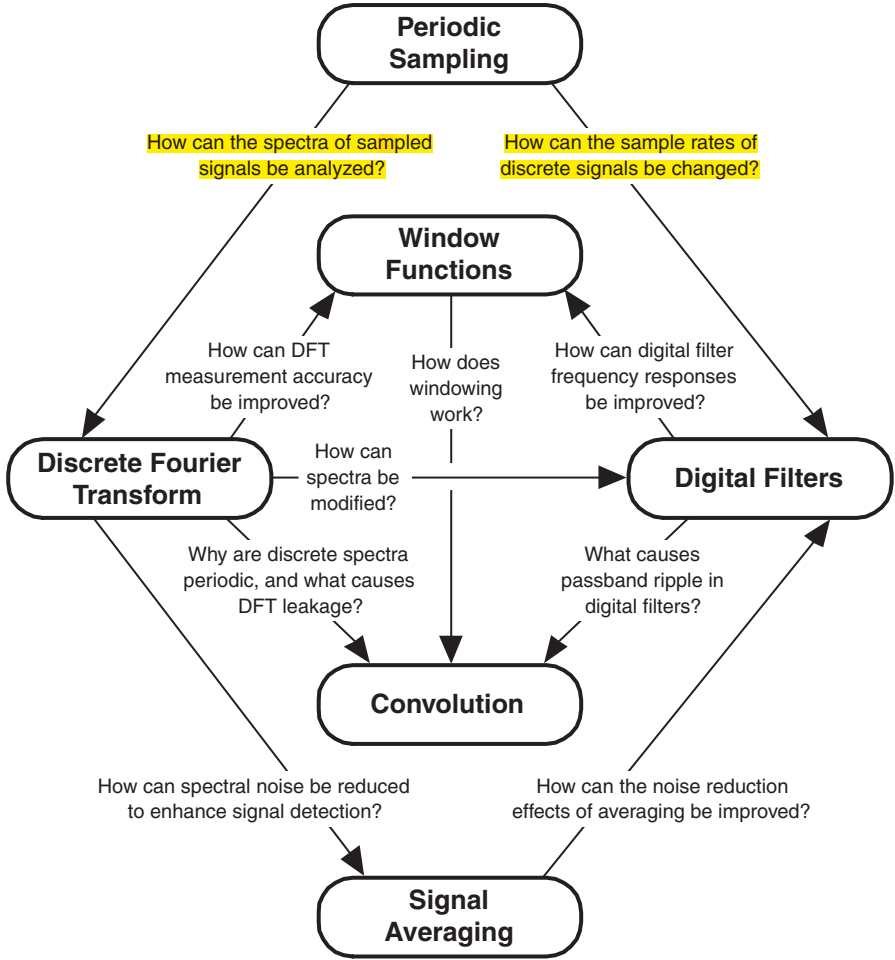 Periodic
Sampling
How can the spectra of sampled
signals be analyzed?
How can the sample rates of
discrete signals be changed?
Window
Functions
How can DFT
measurement accuracy
be improved?
How does
windowing
work?
How can digital filter
frequency responses
be improved?
Discrete Fourier
Transform
How can
spectra be
modified?
Digital Filters
Why are discrete spectra
periodic, and what causes
DFT leakage?
What causes
passband ripple in
digital filters?
Convolution
How can spectral noise be reduced
to enhance signal detection?
How can the noise reduction
effects of averaging be improved?
Signal
Averaging